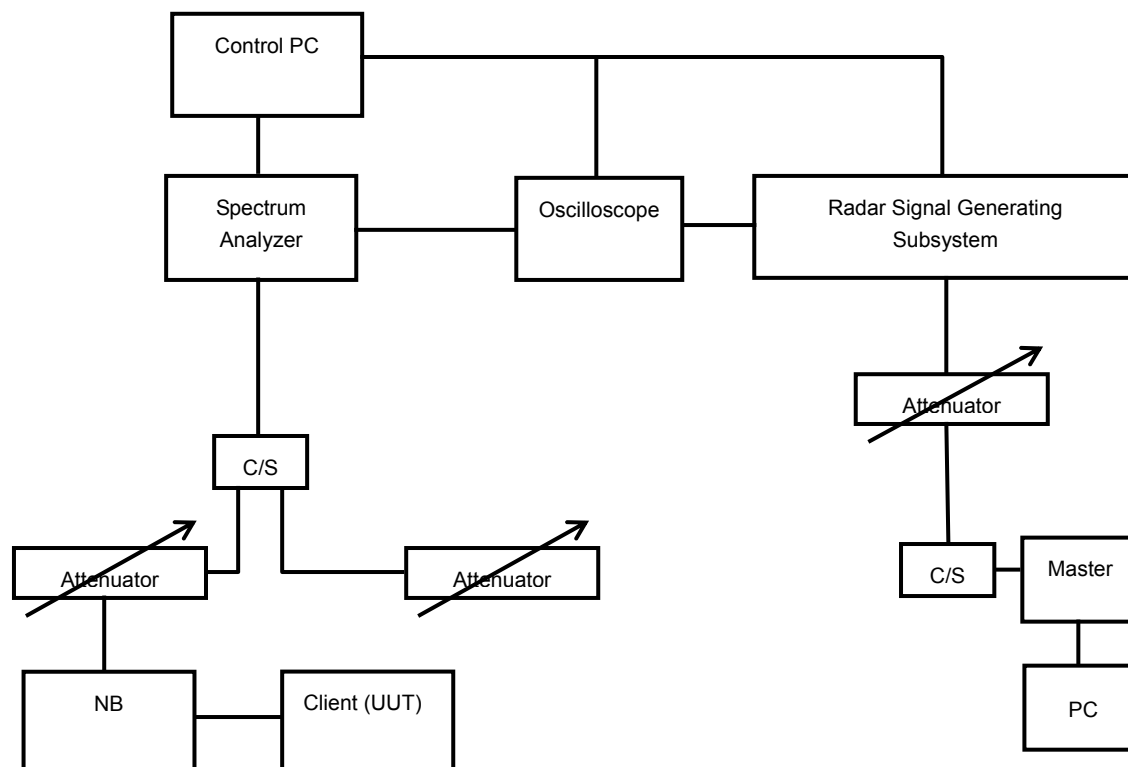 Control PC
Spectrum
Analyzer
Oscilloscope
Radar Signal Generating
Subsystem
Attenuator
C/S
Attenuator
Attenuator
C/S
Master
NB
Client (UUT)
PC